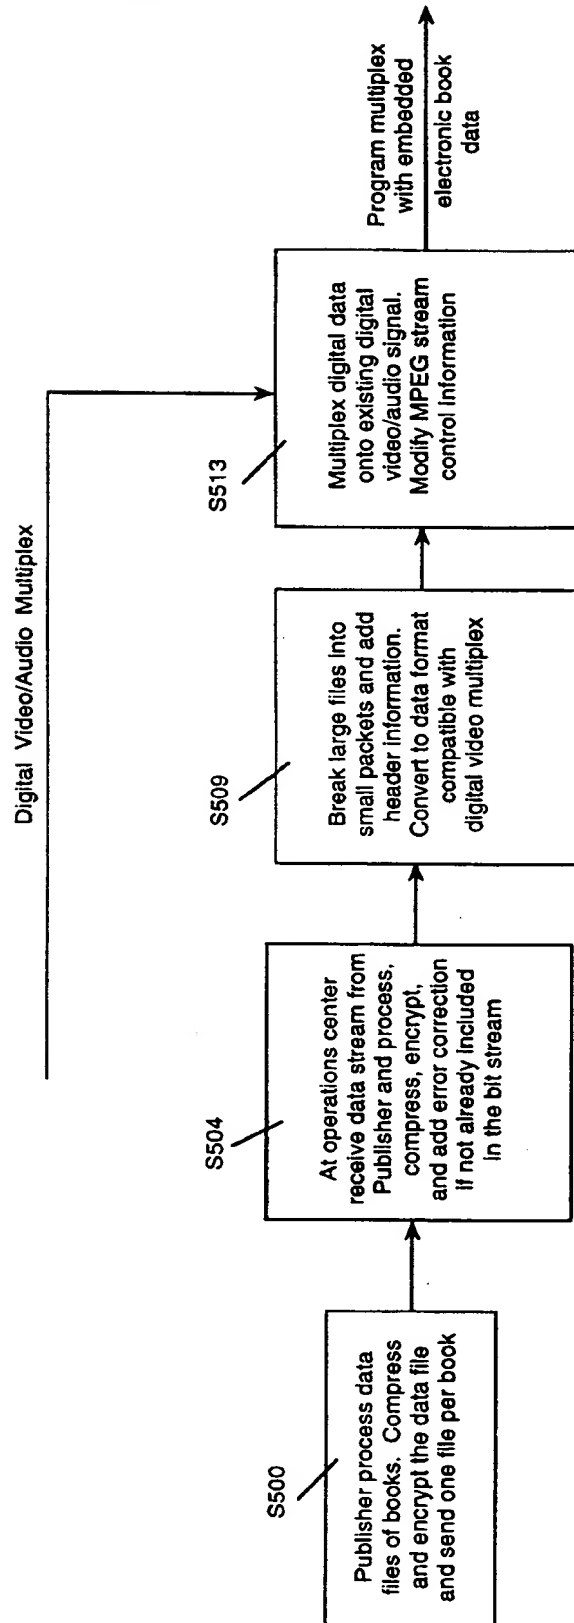 Digital Video/Audio Multiplex
S500
Publisher process data
files of books. Compress
and encrypt the data file
and send one file per book
S504
At operations center
receive data stream from
Publisher and process,
compress, encrypt,
and add error correction
if not already included
in the bit stream
S509
Break large files into
small packets and add
header information.
Convert to data format
compatible with
digital video multiplex
S513
Multiplex digital data
onto existing digital
video/audio signal.
Modify MPEG stream
control information
Program multiplex
with embedded
electronic book
data